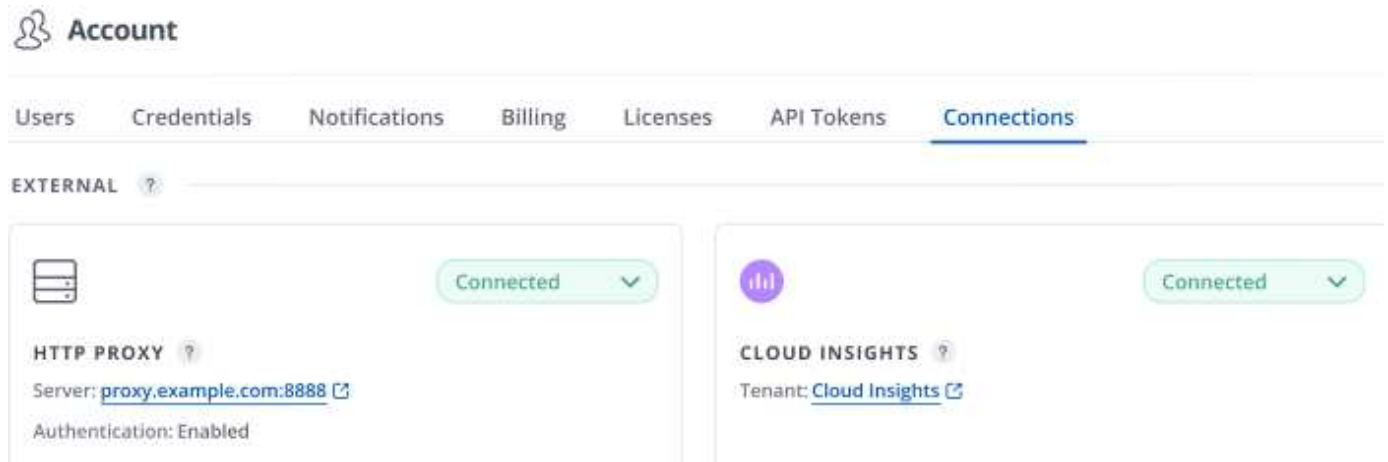 Account
Users Credentials Notifications Billing Licenses API Tokens Connections
EXTERNAL ?
Connected
Connected
HTTP PROXY ?
CLOUD INSIGHTS ?
Server: proxy.example.com:8888
Tenant: Cloud Insights
Authentication: Enabled